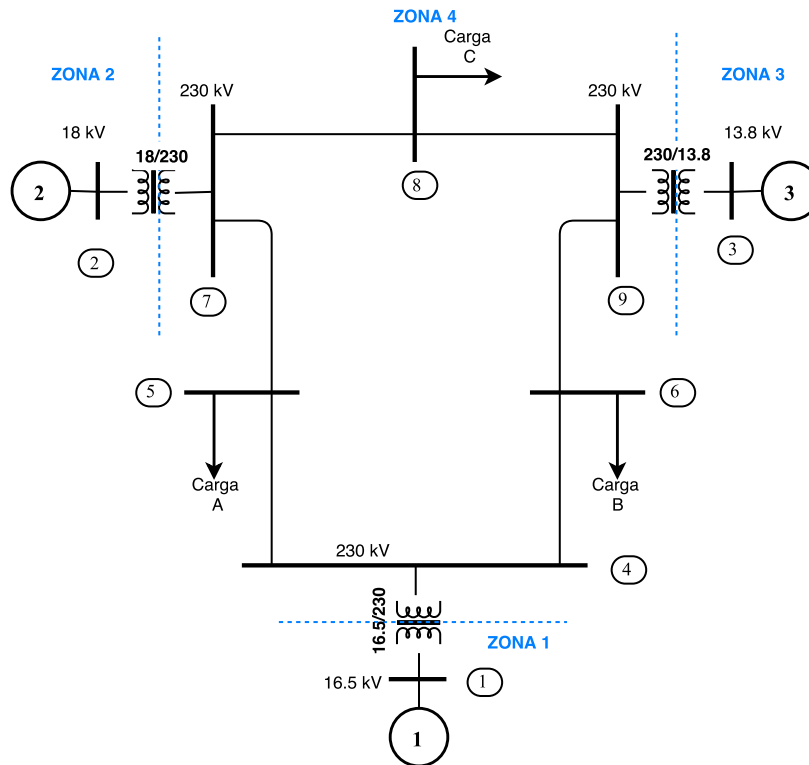 ZONA 4
Carga
C
ZONA 2
ZONA 3
230 kV
230 kV
18 kV
13.8 kV
18/230
230/13.8
2
3
8
2
3
7
9
5
6
Carga
A
Carga
B
230 kV
4
16.5/230
ZONA 1
16.5 kV
1
1